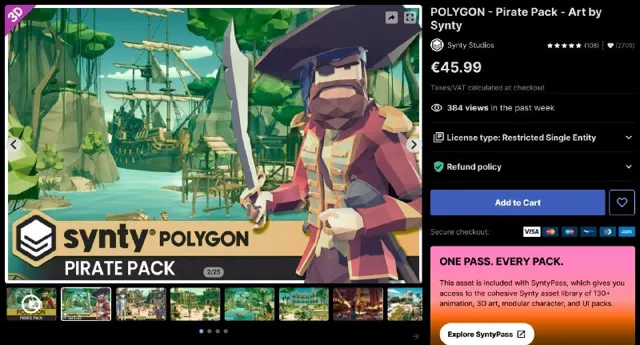 3D
synty® POLYGON
PIRATE PACK
2/25
POLYGON - Pirate Pack - Art by
Synty
Synty Studios
(108)
€45.99
Taxes/VAT calculated at checkout
384 views in the past week
License type: Restricted Single Entity
Refund policy
Add to Cart
Secure checkout:
VISA
ONE PASS. EVERY PACK.
This asset is included with SyntyPass, which gives you
access to the cohesive Synty asset library of 130+
animation, 3D art, modular character, and UI packs.
Explore SyntyPass